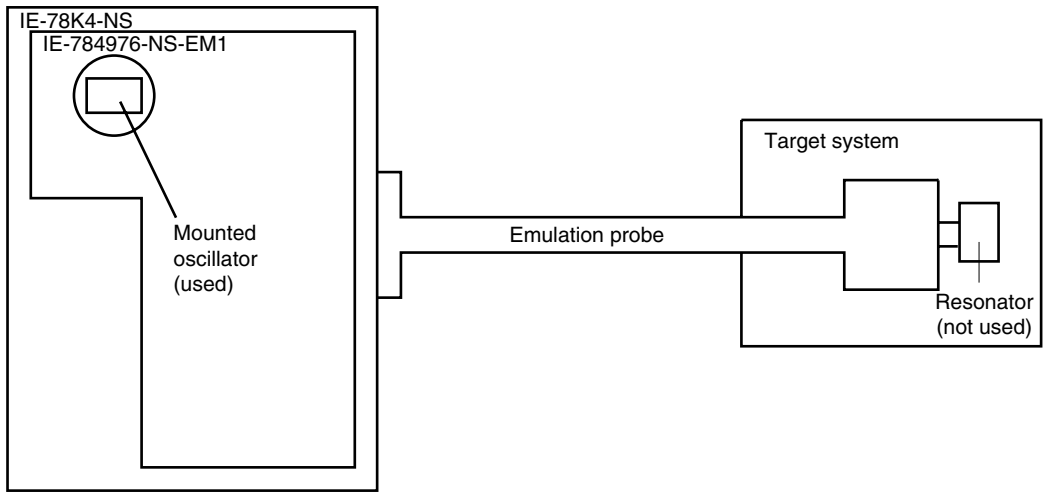 IE-78K4-NS
IE-784976-NS-EM1
Mounted
oscillator
(used)
Emulation probe
Target system
Resonator
(not used)